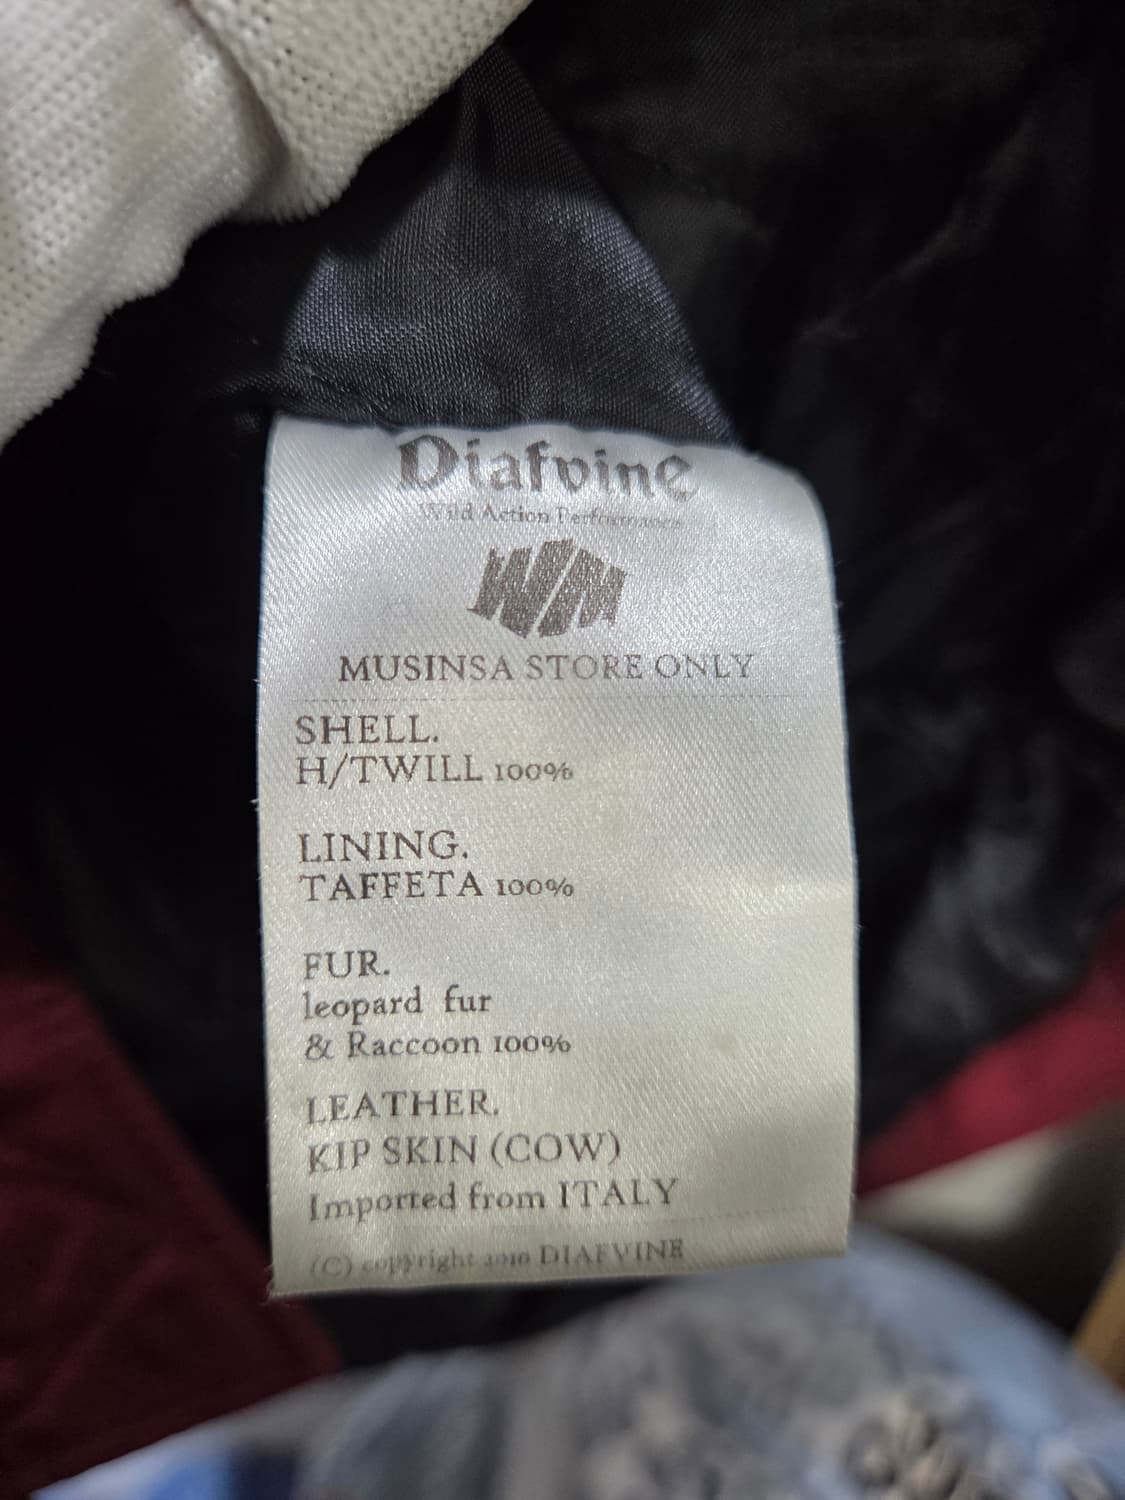 Diafvine
Wild Action Performance
WM
MUSINSA STORE ONLY
SHELL.
H/TWILL 100%
LINING.
TAFFETA 100%
FUR.
leopard fur
& Raccoon 100%
LEATHER.
KIP SKIN (COW)
Imported from ITALY
(C) copyright 2010 DIAFVINE